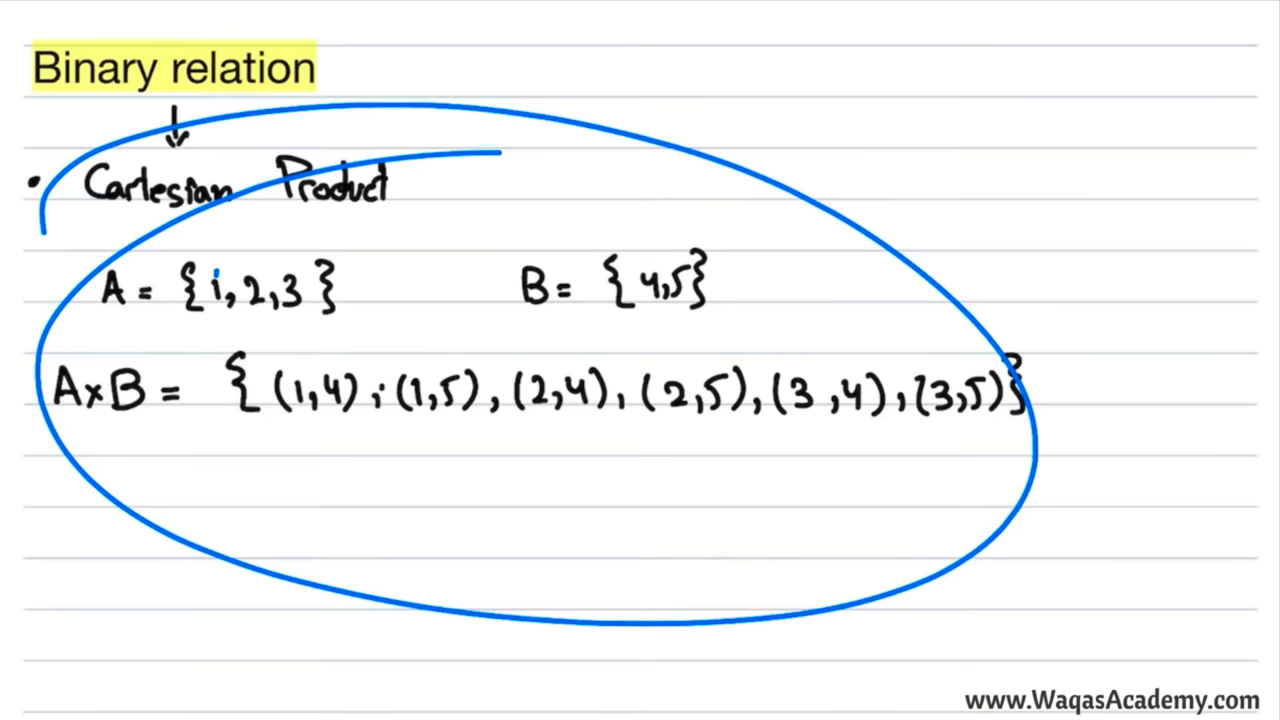 Binary relation
↓
• Cartesian Product
A = {1,2,3} B = {4,5}
A×B = { (1,4), (1,5), (2,4), (2,5), (3,4), (3,5)}
www.WaqasAcademy.com